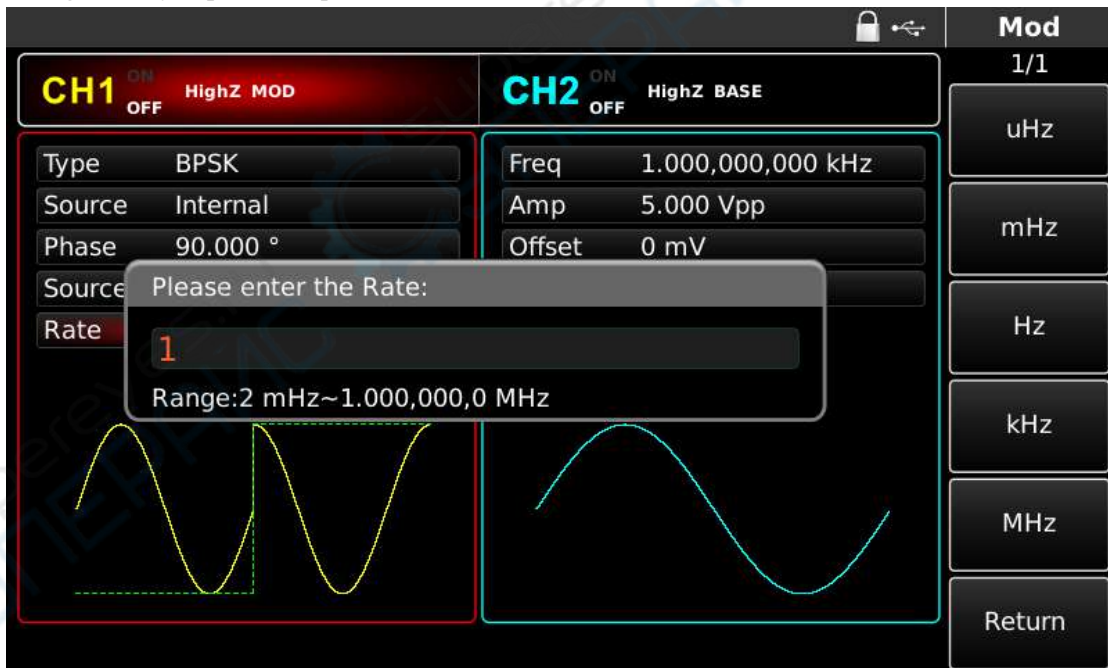 Mod
1/1
CH1 ON OFF HighZ MOD
CH2 ON OFF HighZ BASE
uHz
Type BPSK
Freq 1.000,000,000 kHz
Source Internal
Amp 5.000 Vpp
mHz
Phase 90.000 °
Offset 0 mV
Source
Please enter the Rate:
Rate
1
Hz
Range:2 mHz~1.000,000,0 MHz
kHz
MHz
Return